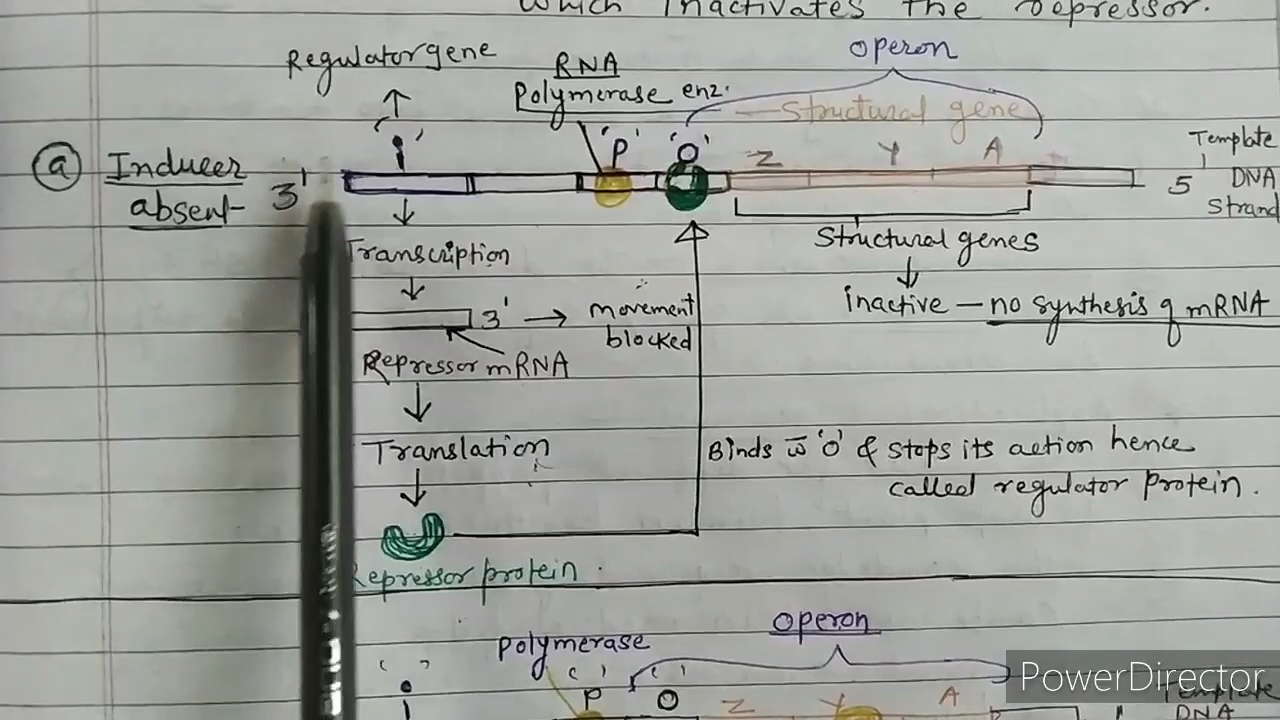 which inactivates the repressor.
Regulator gene
RNA
Polymerase enz.
Operon
Structural gene
'i'
'P'
'O'
Z Y A
(a) Inducer
absent
3'
5'
Template
DNA
Strand
Transcription
Structural genes
3' → movement
blocked
inactive — no synthesis of mRNA
Repressor mRNA
Translation
Binds w̄ 'O' & stops its action hence
called regulator protein.
Repressor protein.
Polymerase
Operon
'i'
'P'
'O'
Z Y A
Template
DNA
PowerDirector